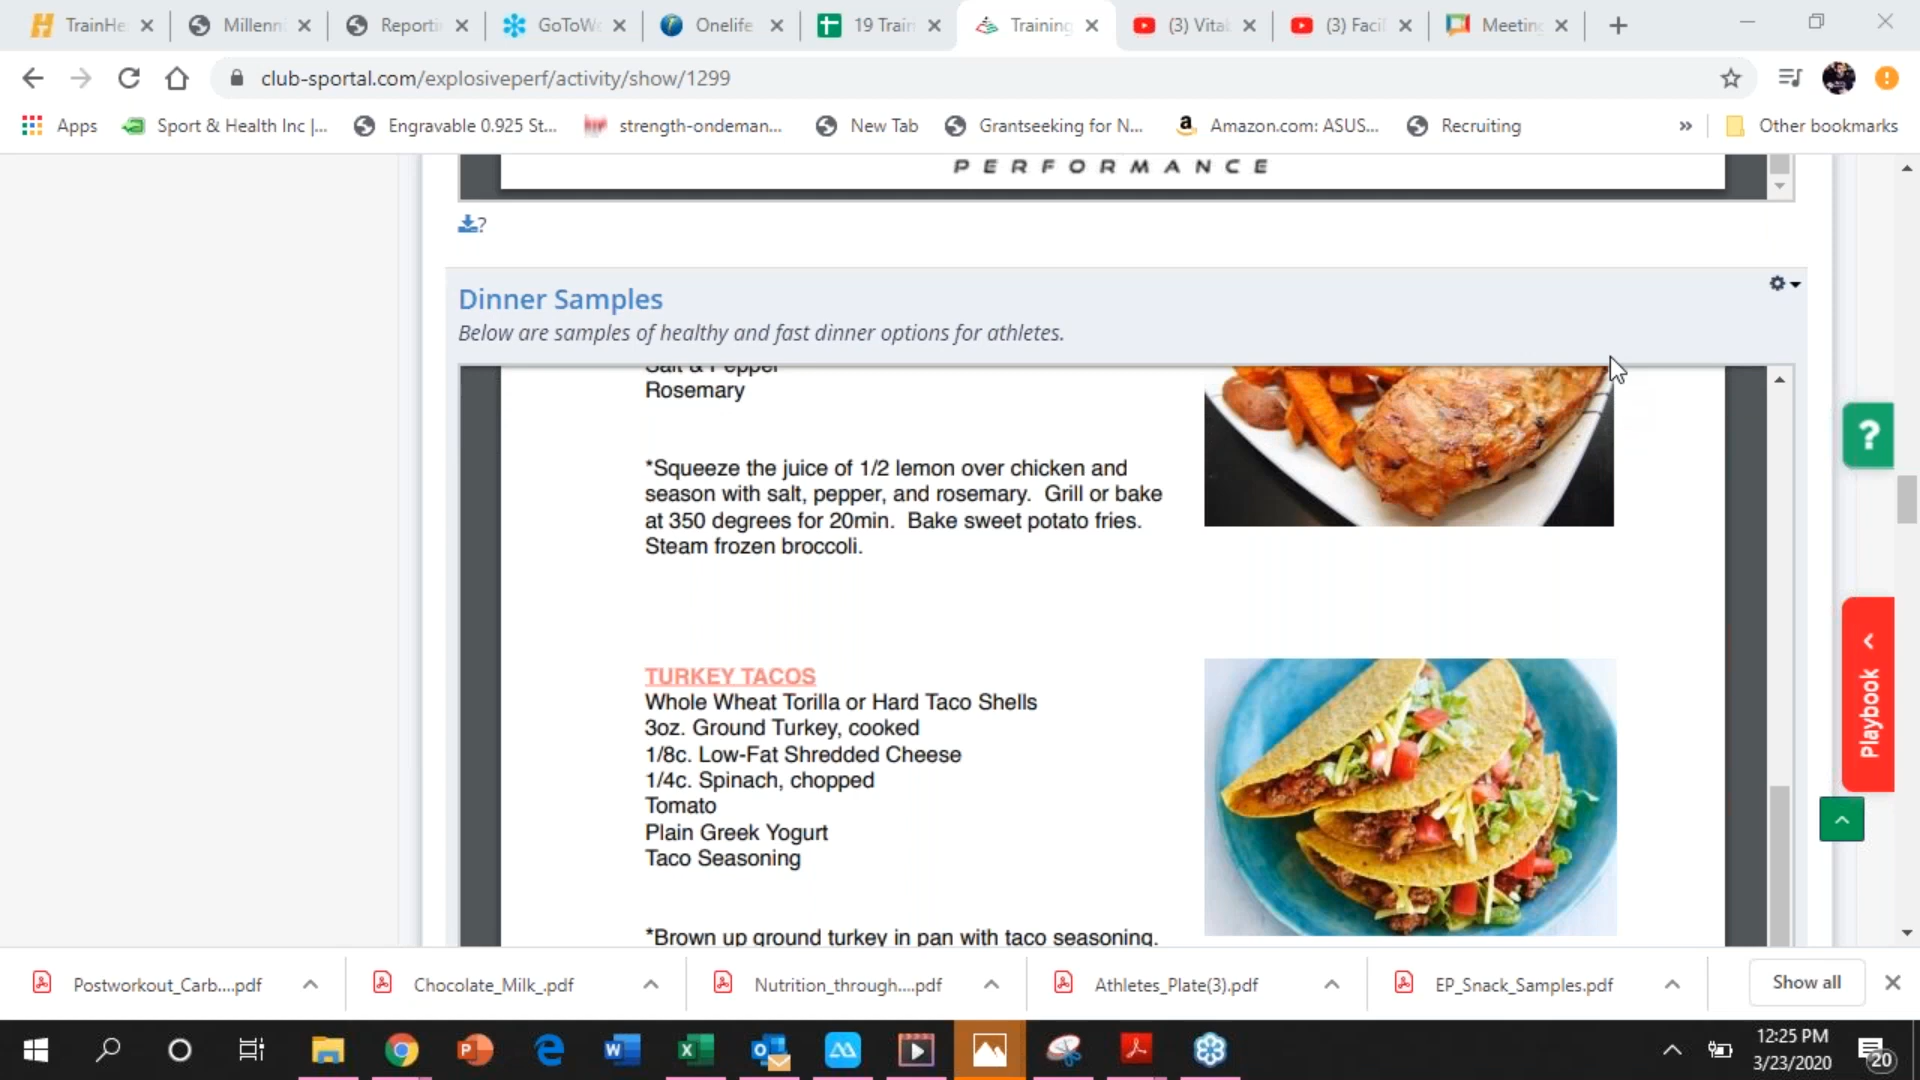 TrainHe
Millenni
Reporti
GoToWe
Onelife
19 Train
Training
(3) Vital
(3) Facil
Meeting
club-sportal.com/explosiveperf/activity/show/1299
Apps
Sport & Health Inc |...
Engravable 0.925 St...
strength-ondeman...
New Tab
Grantseeking for N...
Amazon.com: ASUS...
Recruiting
»
Other bookmarks
PERFORMANCE
?
Dinner Samples
Below are samples of healthy and fast dinner options for athletes.
Salt & Pepper
Rosemary
*Squeeze the juice of 1/2 lemon over chicken and
season with salt, pepper, and rosemary. Grill or bake
at 350 degrees for 20min. Bake sweet potato fries.
Steam frozen broccoli.
?
Playbook
TURKEY TACOS
Whole Wheat Torilla or Hard Taco Shells
3oz. Ground Turkey, cooked
1/8c. Low-Fat Shredded Cheese
1/4c. Spinach, chopped
Tomato
Plain Greek Yogurt
Taco Seasoning
*Brown up ground turkey in pan with taco seasoning.
Postworkout_Carb....pdf
Chocolate_Milk_.pdf
Nutrition_through....pdf
Athletes_Plate(3).pdf
EP_Snack_Samples.pdf
Show all
12:25 PM
3/23/2020
20